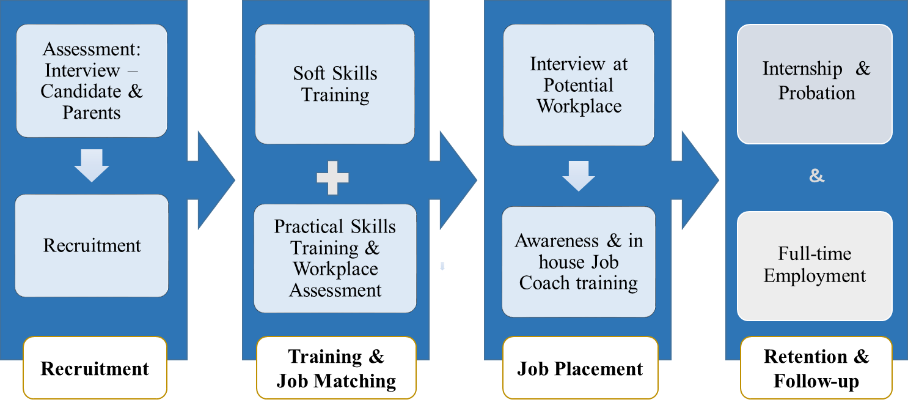 Assessment:
Interview –
Candidate &
Parents
Recruitment
Recruitment
Soft Skills
Training
Practical Skills
Training &
Workplace
Assessment
Training &
Job Matching
Interview at
Potential
Workplace
Awareness & in
house Job
Coach training
Job Placement
Internship &
Probation
&
Full-time
Employment
Retention &
Follow-up